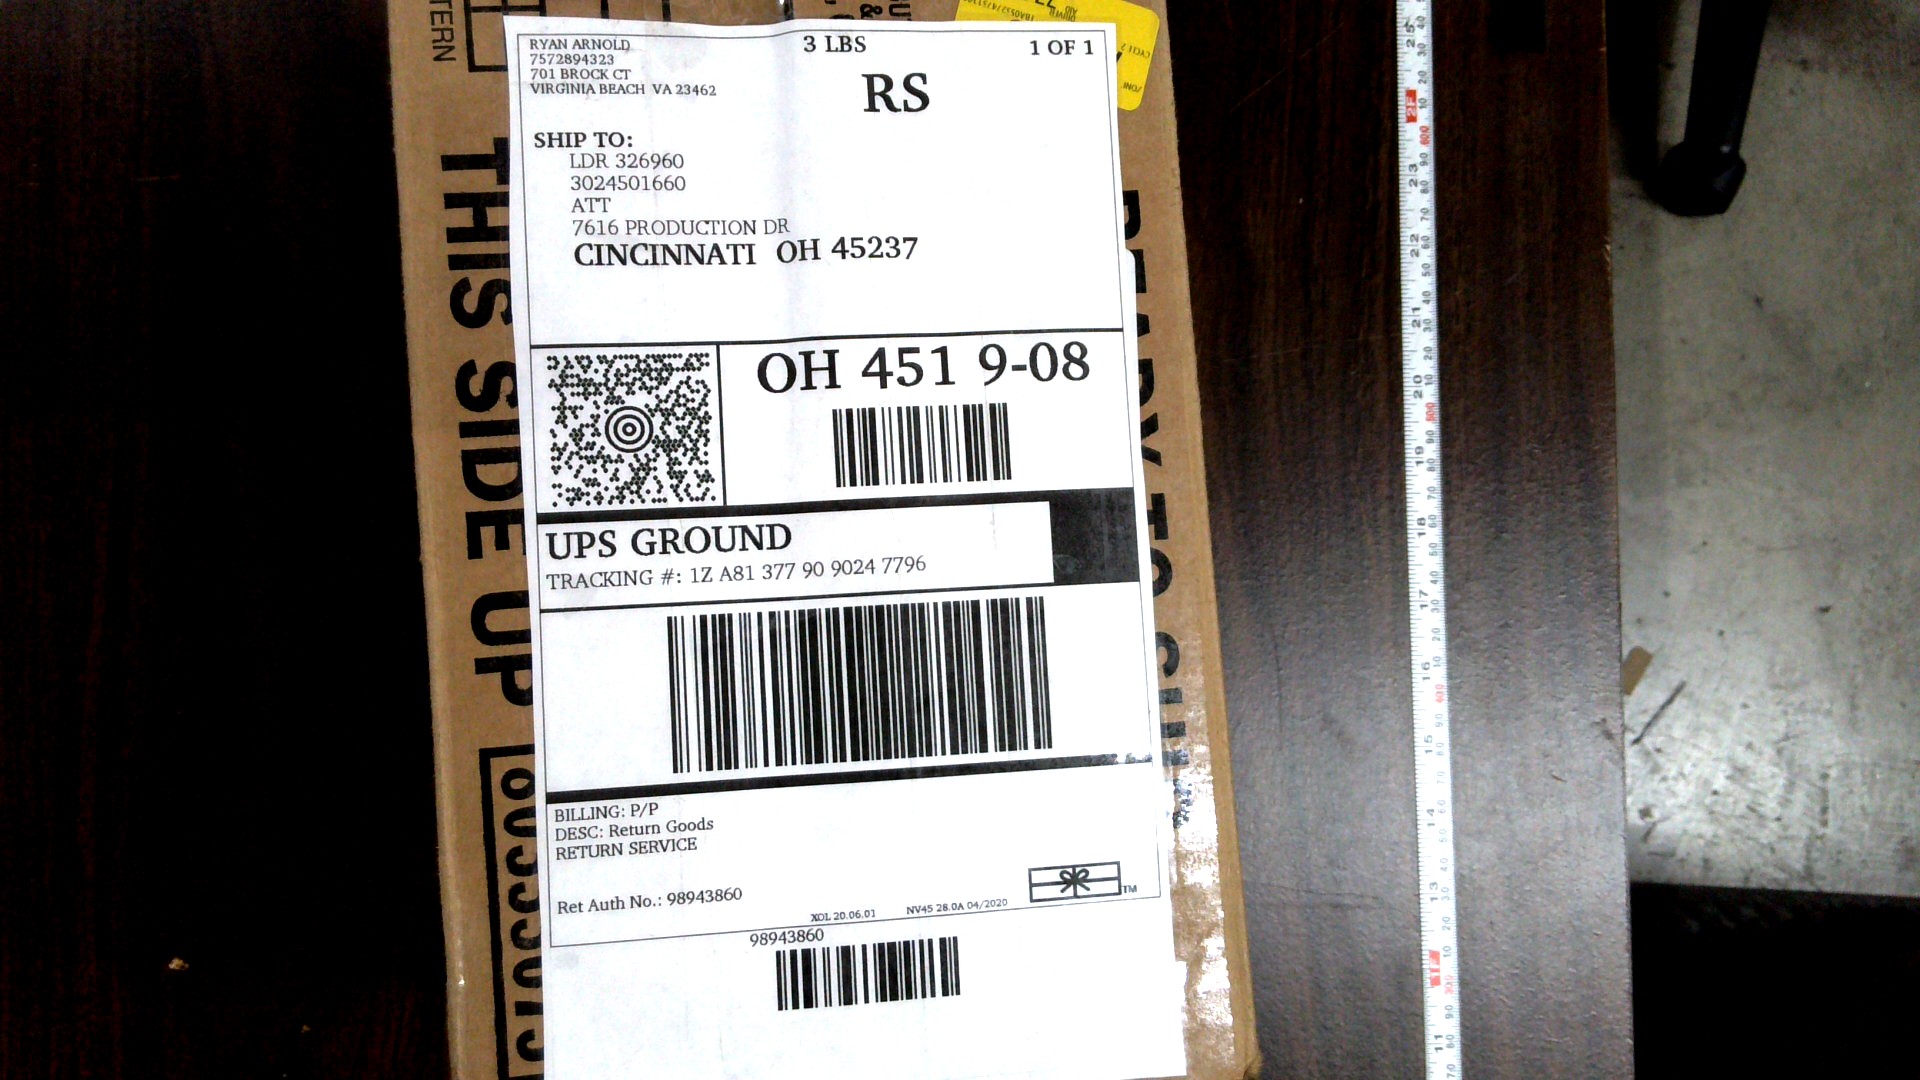 RYAN ARNOLD
7572894323
701 BROCK CT
VIRGINIA BEACH VA 23462
3 LBS
1 OF 1
RS
SHIP TO:
LDR 326960
3024501660
ATT
7616 PRODUCTION DR
CINCINNATI OH 45237
OH 451 9-08
UPS GROUND
TRACKING #: 1Z A81 377 90 9024 7796
BILLING: P/P
DESC: Return Goods
RETURN SERVICE
Ret Auth No.: 98943860
XOL 20.06.01
NV45 28.0A 04/2020
TM
98943860
THIS SIDE UP
CYCLE